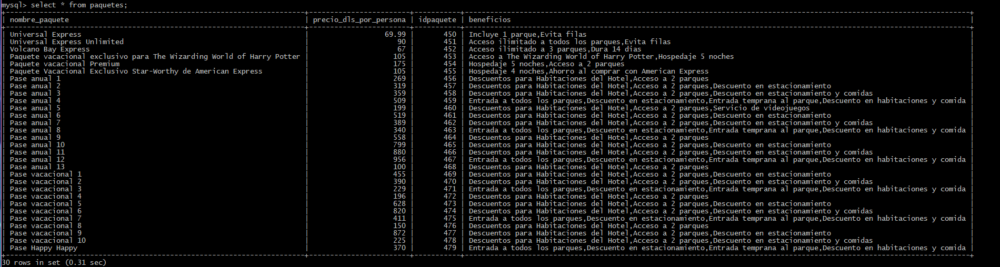 mysql> select * from paquetes;
| nombre_paquete | precio_dls_por_persona | idpaquete | beneficios |
| Universal Express | 69.99 | 450 | Incluye 1 parque,Evita filas |
| Universal Express Unlimited | 90 | 451 | Acceso ilimitado a todos los parques,Evita filas |
| Volcano Bay Express | 67 | 452 | Acceso ilimitado a 3 parques,Dura 14 dias |
| Paquete vacacional exclusivo para The Wizarding World of Harry Potter | 105 | 453 | Acceso a The Wizarding World of Harry Potter,Hospedaje 5 noches |
| Paquete vacacional Premium | 175 | 454 | Hospedaje 5 noches,Acceso a 2 parques |
| Paquete Vacacional Exclusivo Star-Worthy de American Express | 105 | 455 | Hospedaje 4 noches,Ahorro al comprar con American Express |
| Pase anual 1 | 269 | 456 | Descuentos para Habitaciones del Hotel,Acceso a 2 parques |
| Pase anual 2 | 319 | 457 | Descuentos para Habitaciones del Hotel,Acceso a 2 parques,Descuento en estacionamiento |
| Pase anual 3 | 359 | 458 | Descuentos para Habitaciones del Hotel,Acceso a 2 parques,Descuento en estacionamiento y comidas |
| Pase anual 4 | 509 | 459 | Entrada a todos los parques,Descuento en estacionamiento,Entrada temprana al parque,Descuento en habitaciones y comida |
| Pase anual 5 | 199 | 460 | Descuentos para Habitaciones del Hotel,Acceso a 2 parques,Servicio de videojuegos |
| Pase anual 6 | 519 | 461 | Descuentos para Habitaciones del Hotel,Acceso a 2 parques,Descuento en estacionamiento |
| Pase anual 7 | 389 | 462 | Descuentos para Habitaciones del Hotel,Acceso a 2 parques,Descuento en estacionamiento y comidas |
| Pase anual 8 | 340 | 463 | Entrada a todos los parques,Descuento en estacionamiento,Entrada temprana al parque,Descuento en habitaciones y comida |
| Pase anual 9 | 558 | 464 | Descuentos para Habitaciones del Hotel,Acceso a 2 parques |
| Pase anual 10 | 799 | 465 | Descuentos para Habitaciones del Hotel,Acceso a 2 parques,Descuento en estacionamiento |
| Pase anual 11 | 880 | 466 | Descuentos para Habitaciones del Hotel,Acceso a 2 parques,Descuento en estacionamiento y comidas |
| Pase anual 12 | 956 | 467 | Entrada a todos los parques,Descuento en estacionamiento,Entrada temprana al parque,Descuento en habitaciones y comida |
| Pase anual 13 | 100 | 468 | Descuentos para Habitaciones del Hotel,Acceso a 2 parques |
| Pase vacacional 1 | 455 | 469 | Descuentos para Habitaciones del Hotel,Acceso a 2 parques,Descuento en estacionamiento |
| Pase vacacional 2 | 390 | 470 | Descuentos para Habitaciones del Hotel,Acceso a 2 parques,Descuento en estacionamiento y comidas |
| Pase vacacional 3 | 229 | 471 | Entrada a todos los parques,Descuento en estacionamiento,Entrada temprana al parque,Descuento en habitaciones y comida |
| Pase vacacional 4 | 196 | 472 | Descuentos para Habitaciones del Hotel,Acceso a 2 parques |
| Pase vacacional 5 | 628 | 473 | Descuentos para Habitaciones del Hotel,Acceso a 2 parques,Descuento en estacionamiento |
| Pase vacacional 6 | 820 | 474 | Descuentos para Habitaciones del Hotel,Acceso a 2 parques,Descuento en estacionamiento y comidas |
| Pase vacacional 7 | 411 | 475 | Entrada a todos los parques,Descuento en estacionamiento,Entrada temprana al parque,Descuento en habitaciones y comida |
| Pase vacacional 8 | 150 | 476 | Descuentos para Habitaciones del Hotel,Acceso a 2 parques |
| Pase vacacional 9 | 872 | 477 | Descuentos para Habitaciones del Hotel,Acceso a 2 parques,Descuento en estacionamiento |
| Pase vacacional 10 | 225 | 478 | Descuentos para Habitaciones del Hotel,Acceso a 2 parques,Descuento en estacionamiento y comidas |
| Pase Happy Happy | 370 | 479 | Entrada a todos los parques,Descuento en estacionamiento,Entrada temprana al parque,Descuento en habitaciones y comida |
30 rows in set (0.31 sec)